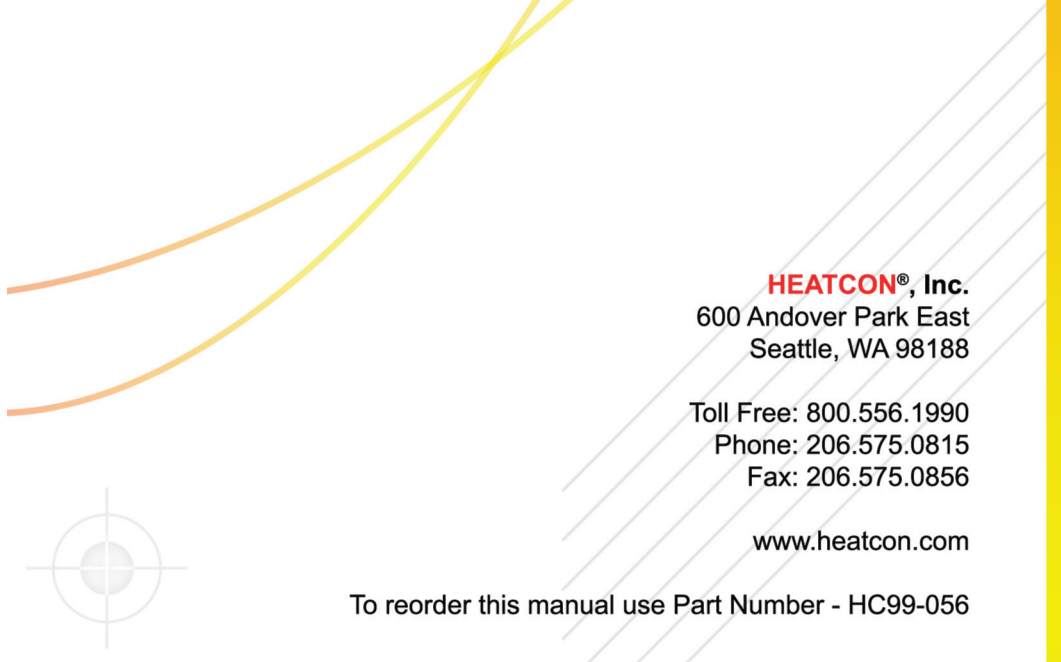 HEATCON®, Inc.
600 Andover Park East
Seattle, WA 98188
Toll Free: 800.556.1990
Phone: 206.575.0815
Fax: 206.575.0856
www.heatcon.com
To reorder this manual use Part Number - HC99-056